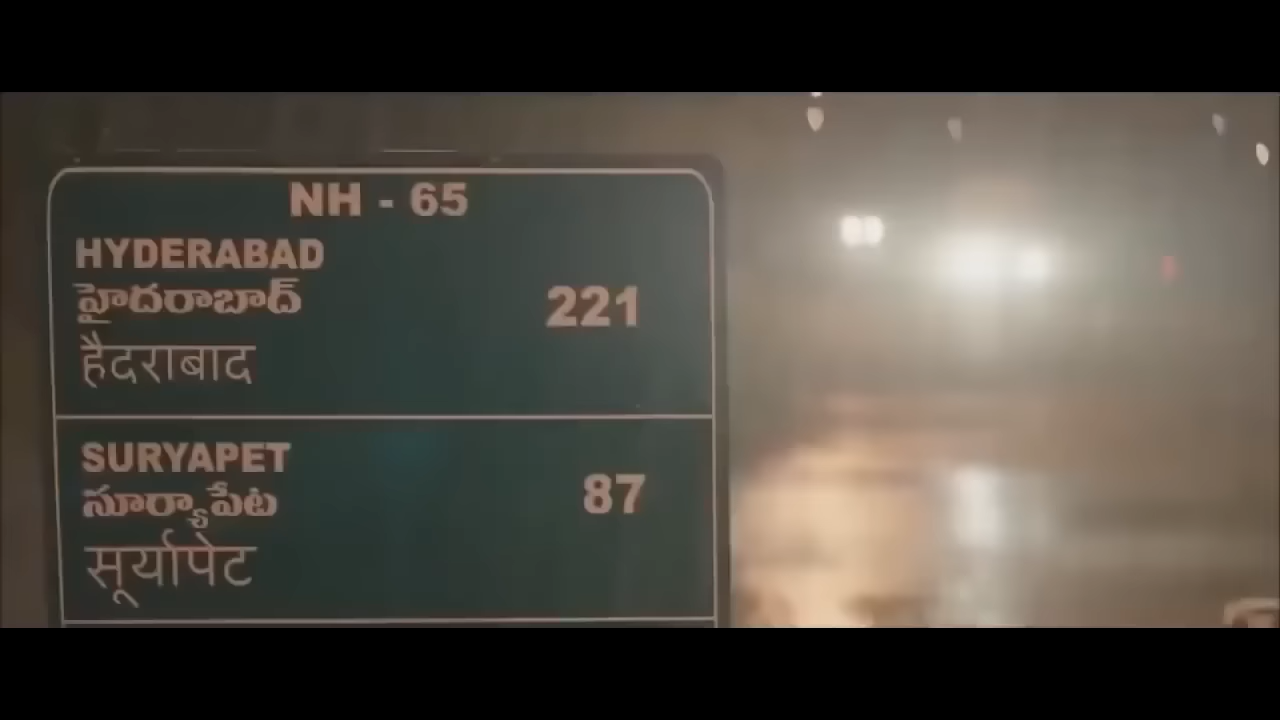 NH - 65
HYDERABAD
హైదరాబాద్
221
हैदराबाद
SURYAPET
సూర్యాపేట
87
सूर्यापेट